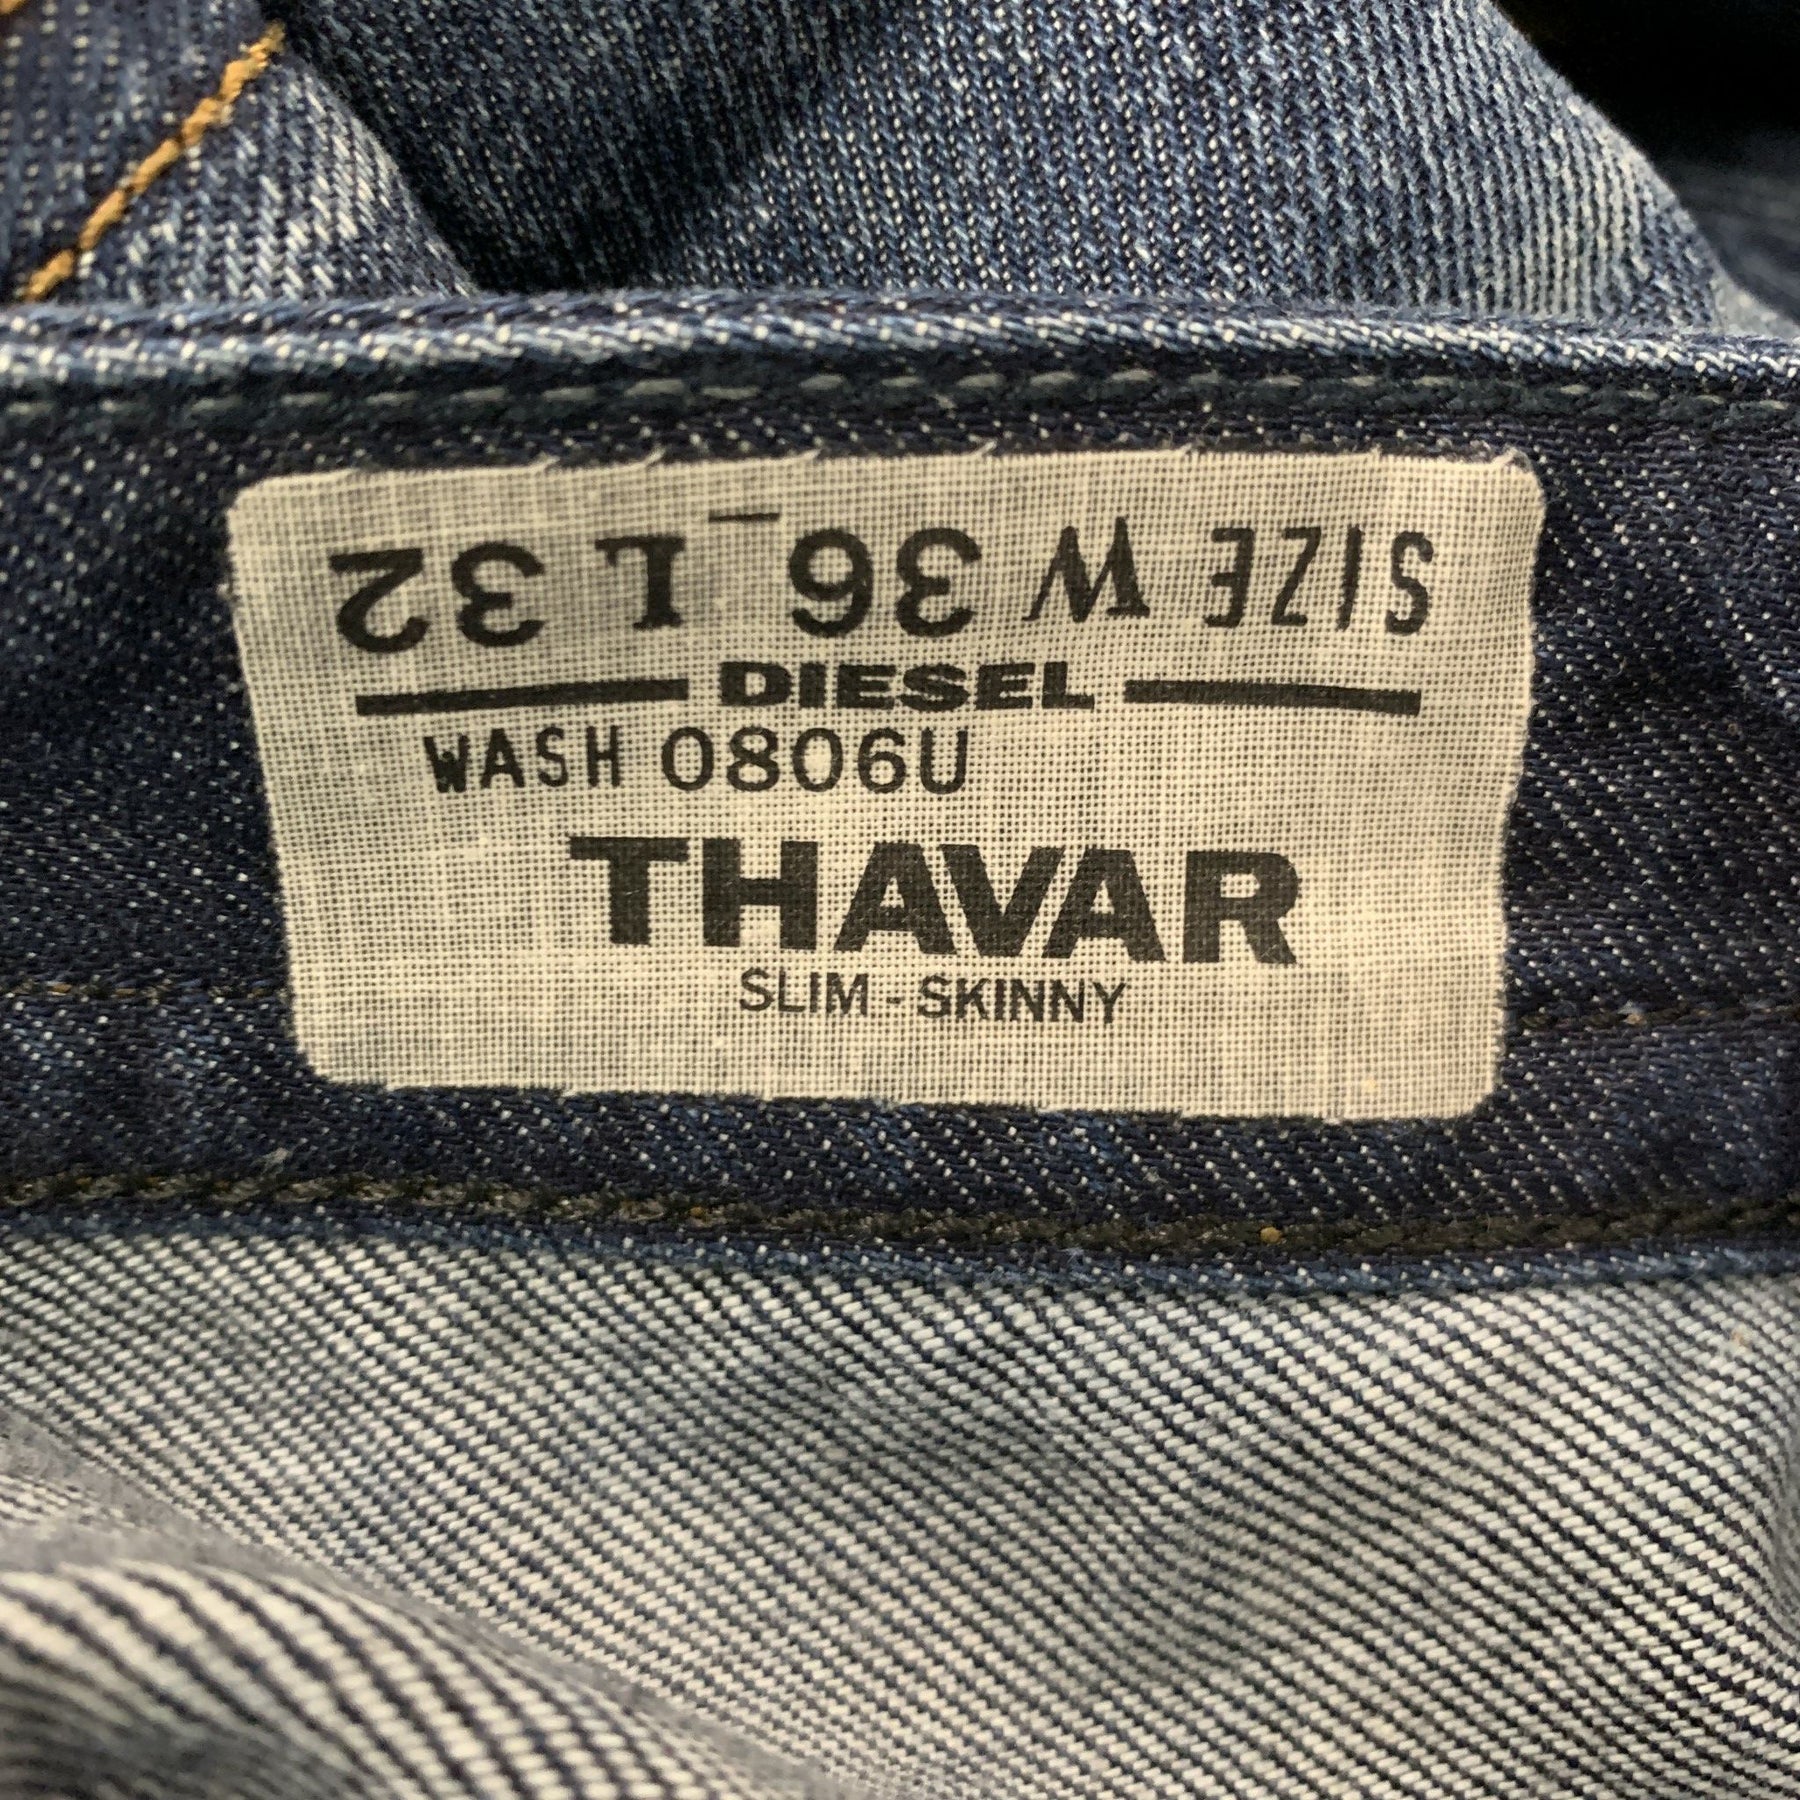 SIZE W 36 L 32
DIESEL
WASH 0806U
THAVAR
SLIM - SKINNY